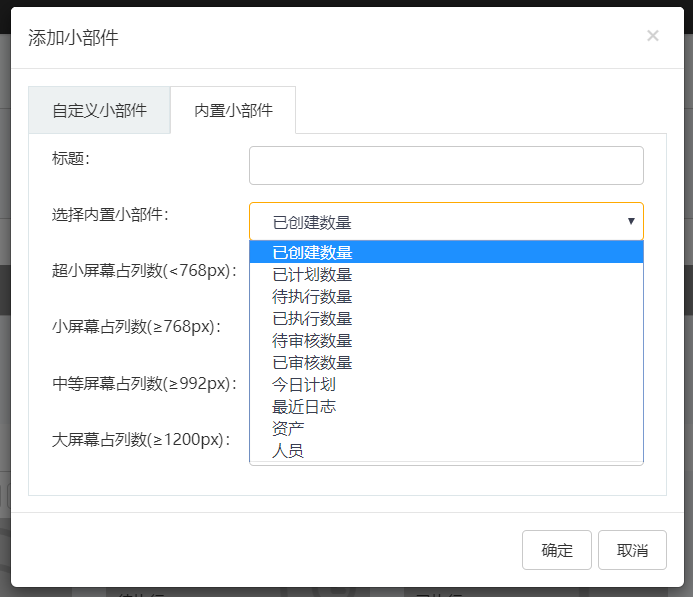 添加小部件
×
自定义小部件
内置小部件
标题：
选择内置小部件：
已创建数量
已创建数量
已计划数量
待执行数量
已执行数量
待审核数量
已审核数量
今日计划
最近日志
资产
人员
超小屏幕占列数(<768px)：
小屏幕占列数(≥768px)：
中等屏幕占列数(≥992px)：
大屏幕占列数(≥1200px)：
确定
取消